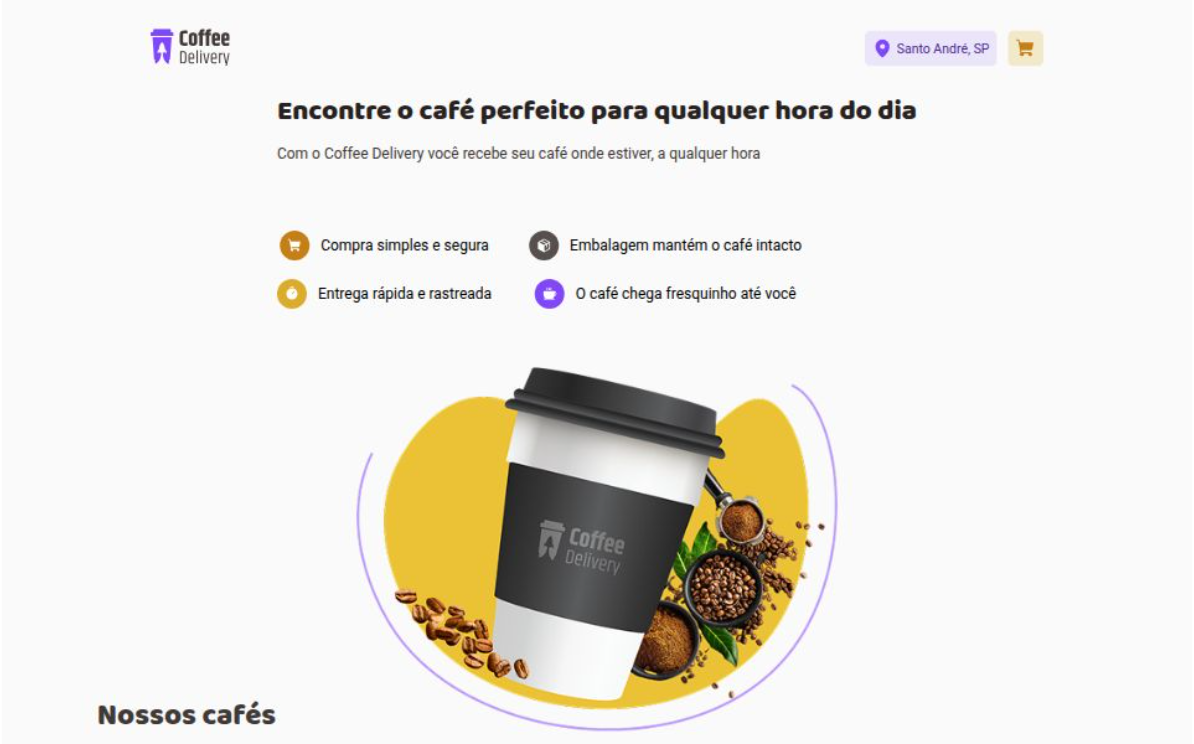 Coffee
Delivery
Santo André, SP
Encontre o café perfeito para qualquer hora do dia
Com o Coffee Delivery você recebe seu café onde estiver, a qualquer hora
Compra simples e segura
Embalagem mantém o café intacto
Entrega rápida e rastreada
O café chega fresquinho até você
Coffee
Delivery
Nossos cafés